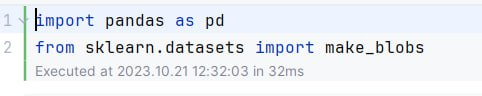 1 import pandas as pd
2 from sklearn.datasets import make_blobs
Executed at 2023.10.21 12:32:03 in 32ms